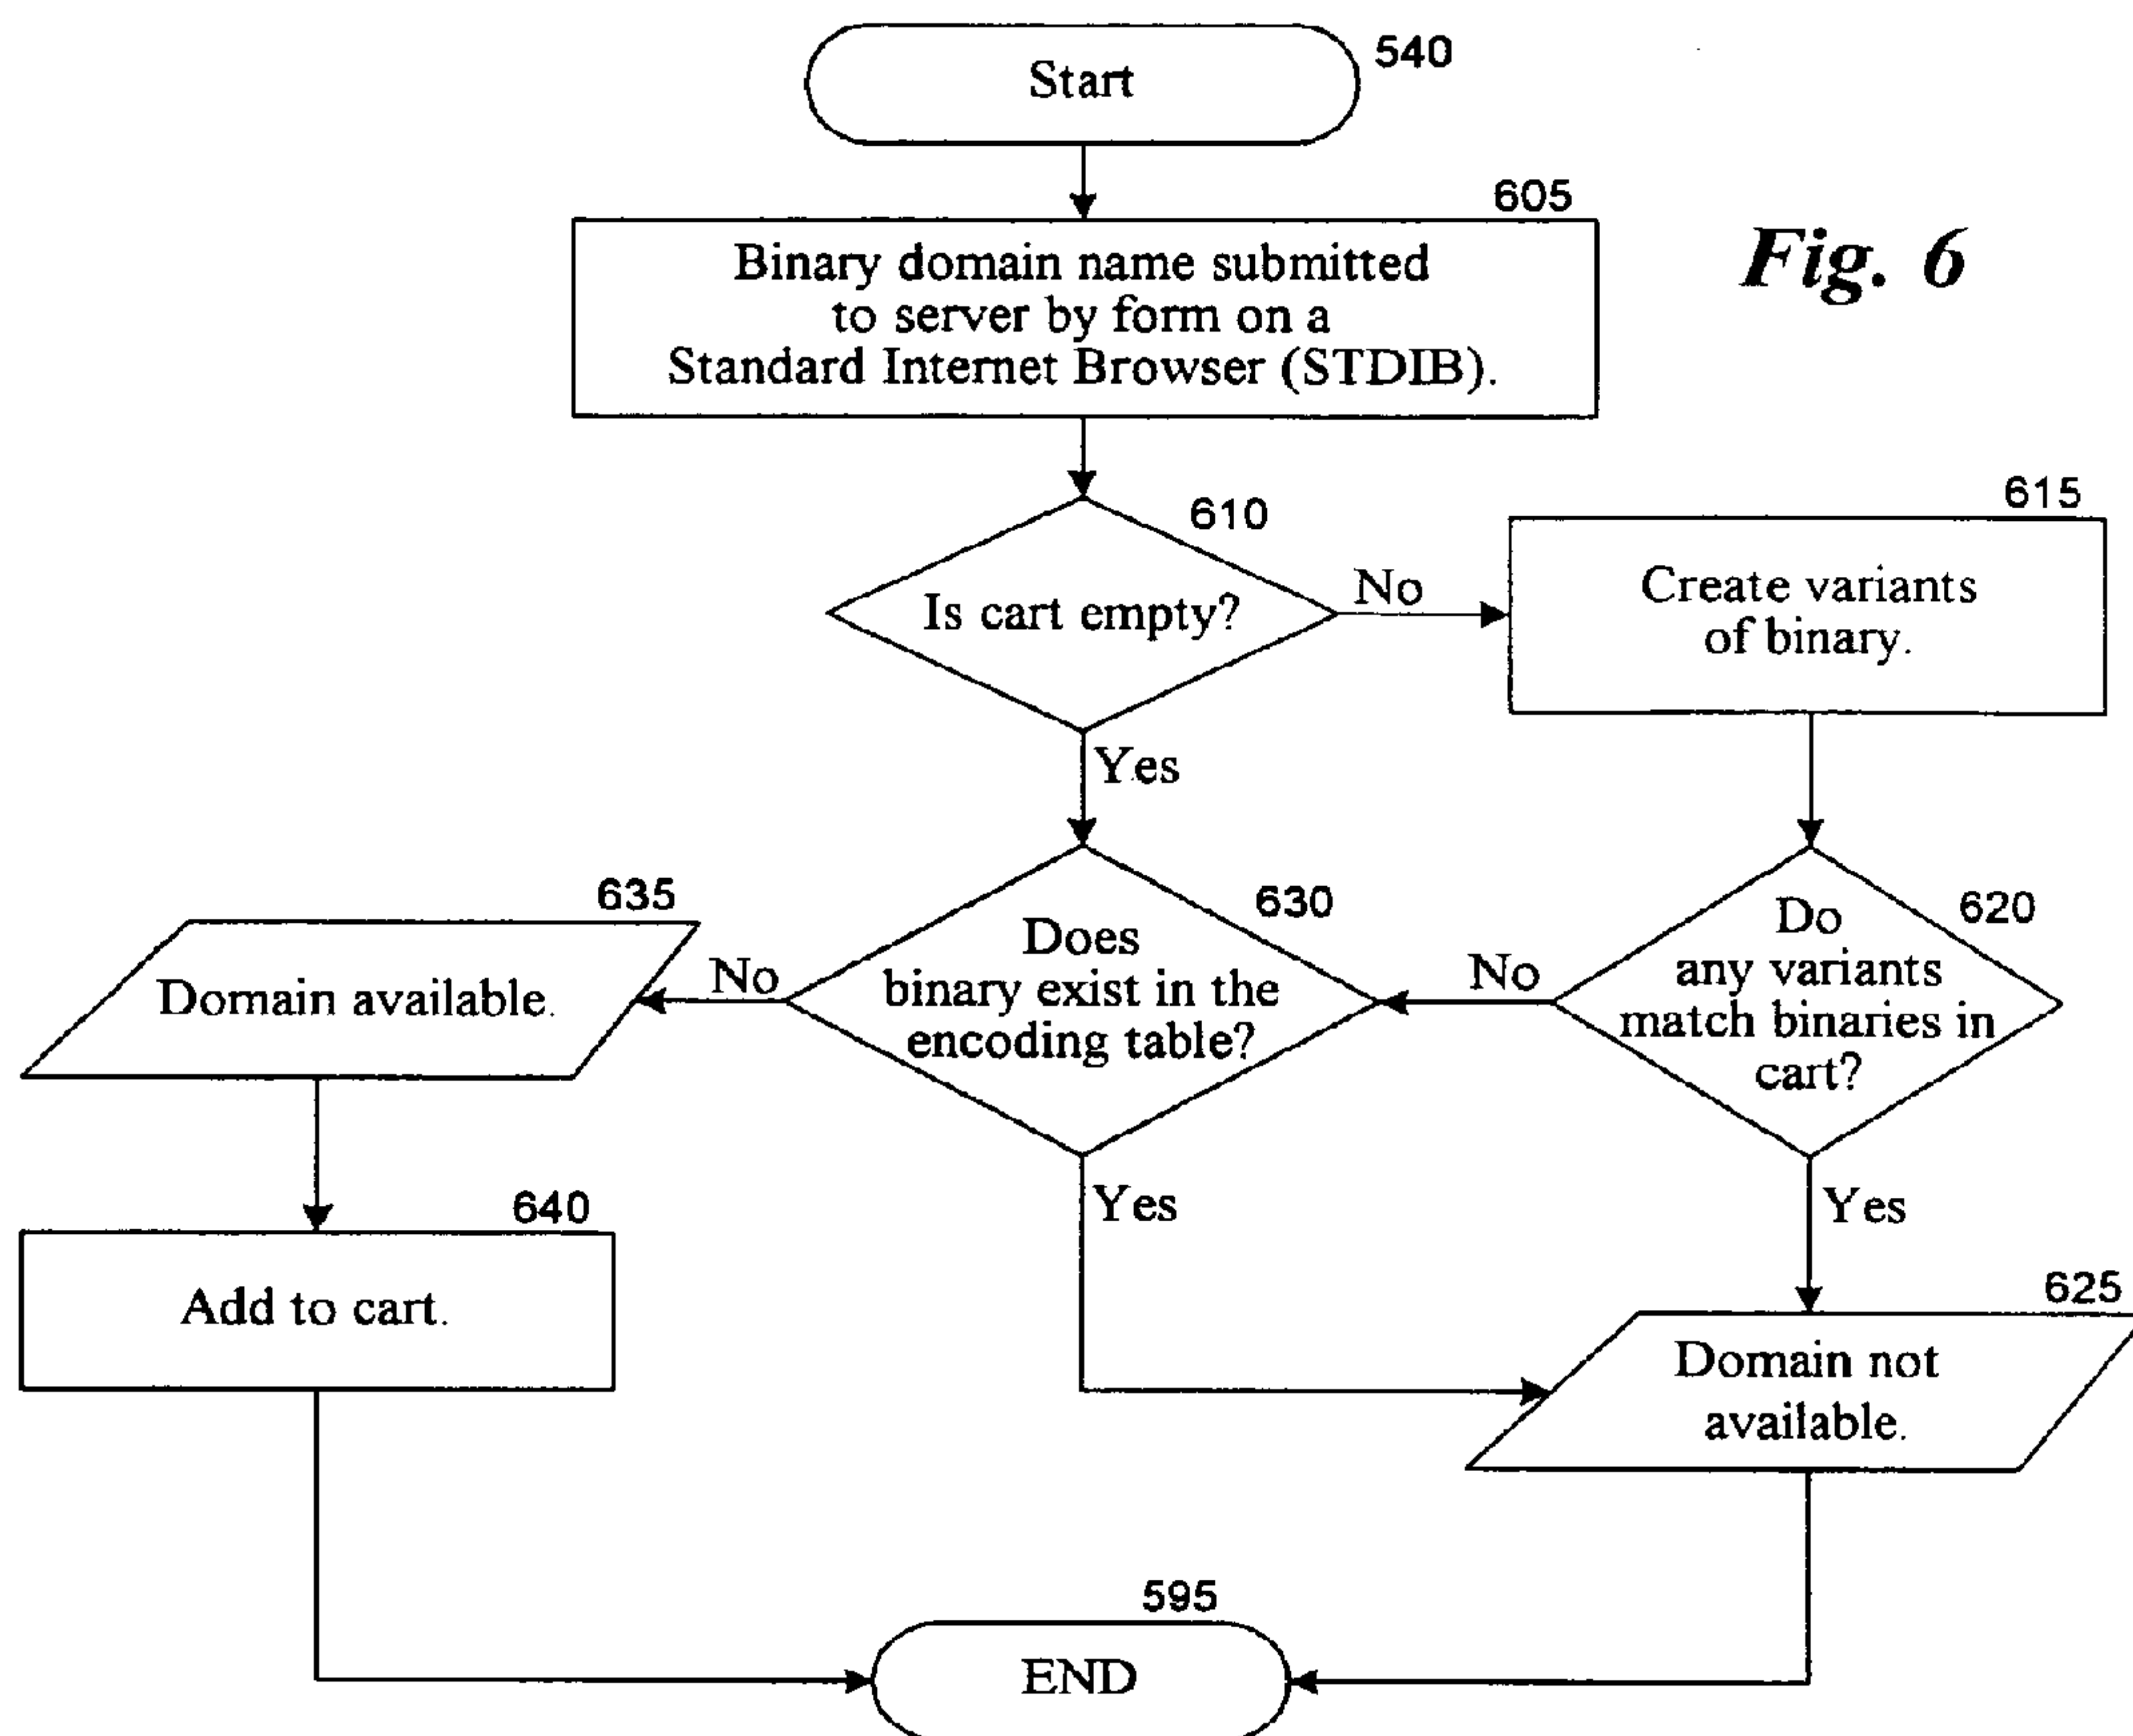 540
Start
605
Fig. 6
Binary domain name submitted
to server by form on a
Standard Internet Browser (STDIB).
610
Is cart empty?
No
615
Create variants
of binary.
Yes
635
Domain available.
No
630
Does
binary exist in the
encoding table?
No
620
Do
any variants
match binaries in
cart?
Yes
Yes
640
Add to cart.
625
Domain not
available.
595
END